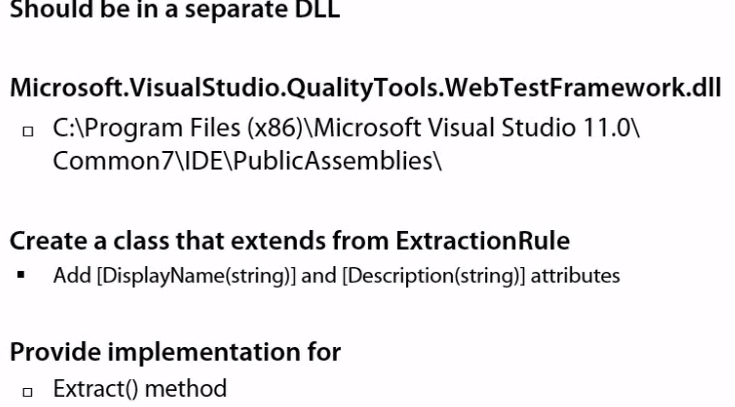 Should be in a separate DLL
Microsoft.VisualStudio.QualityTools.WebTestFramework.dll
C:\Program Files (x86)\Microsoft Visual Studio 11.0\
Common7\IDE\PublicAssemblies\
Create a class that extends from ExtractionRule
Add [DisplayName(string)] and [Description(string)] attributes
Provide implementation for
Extract() method